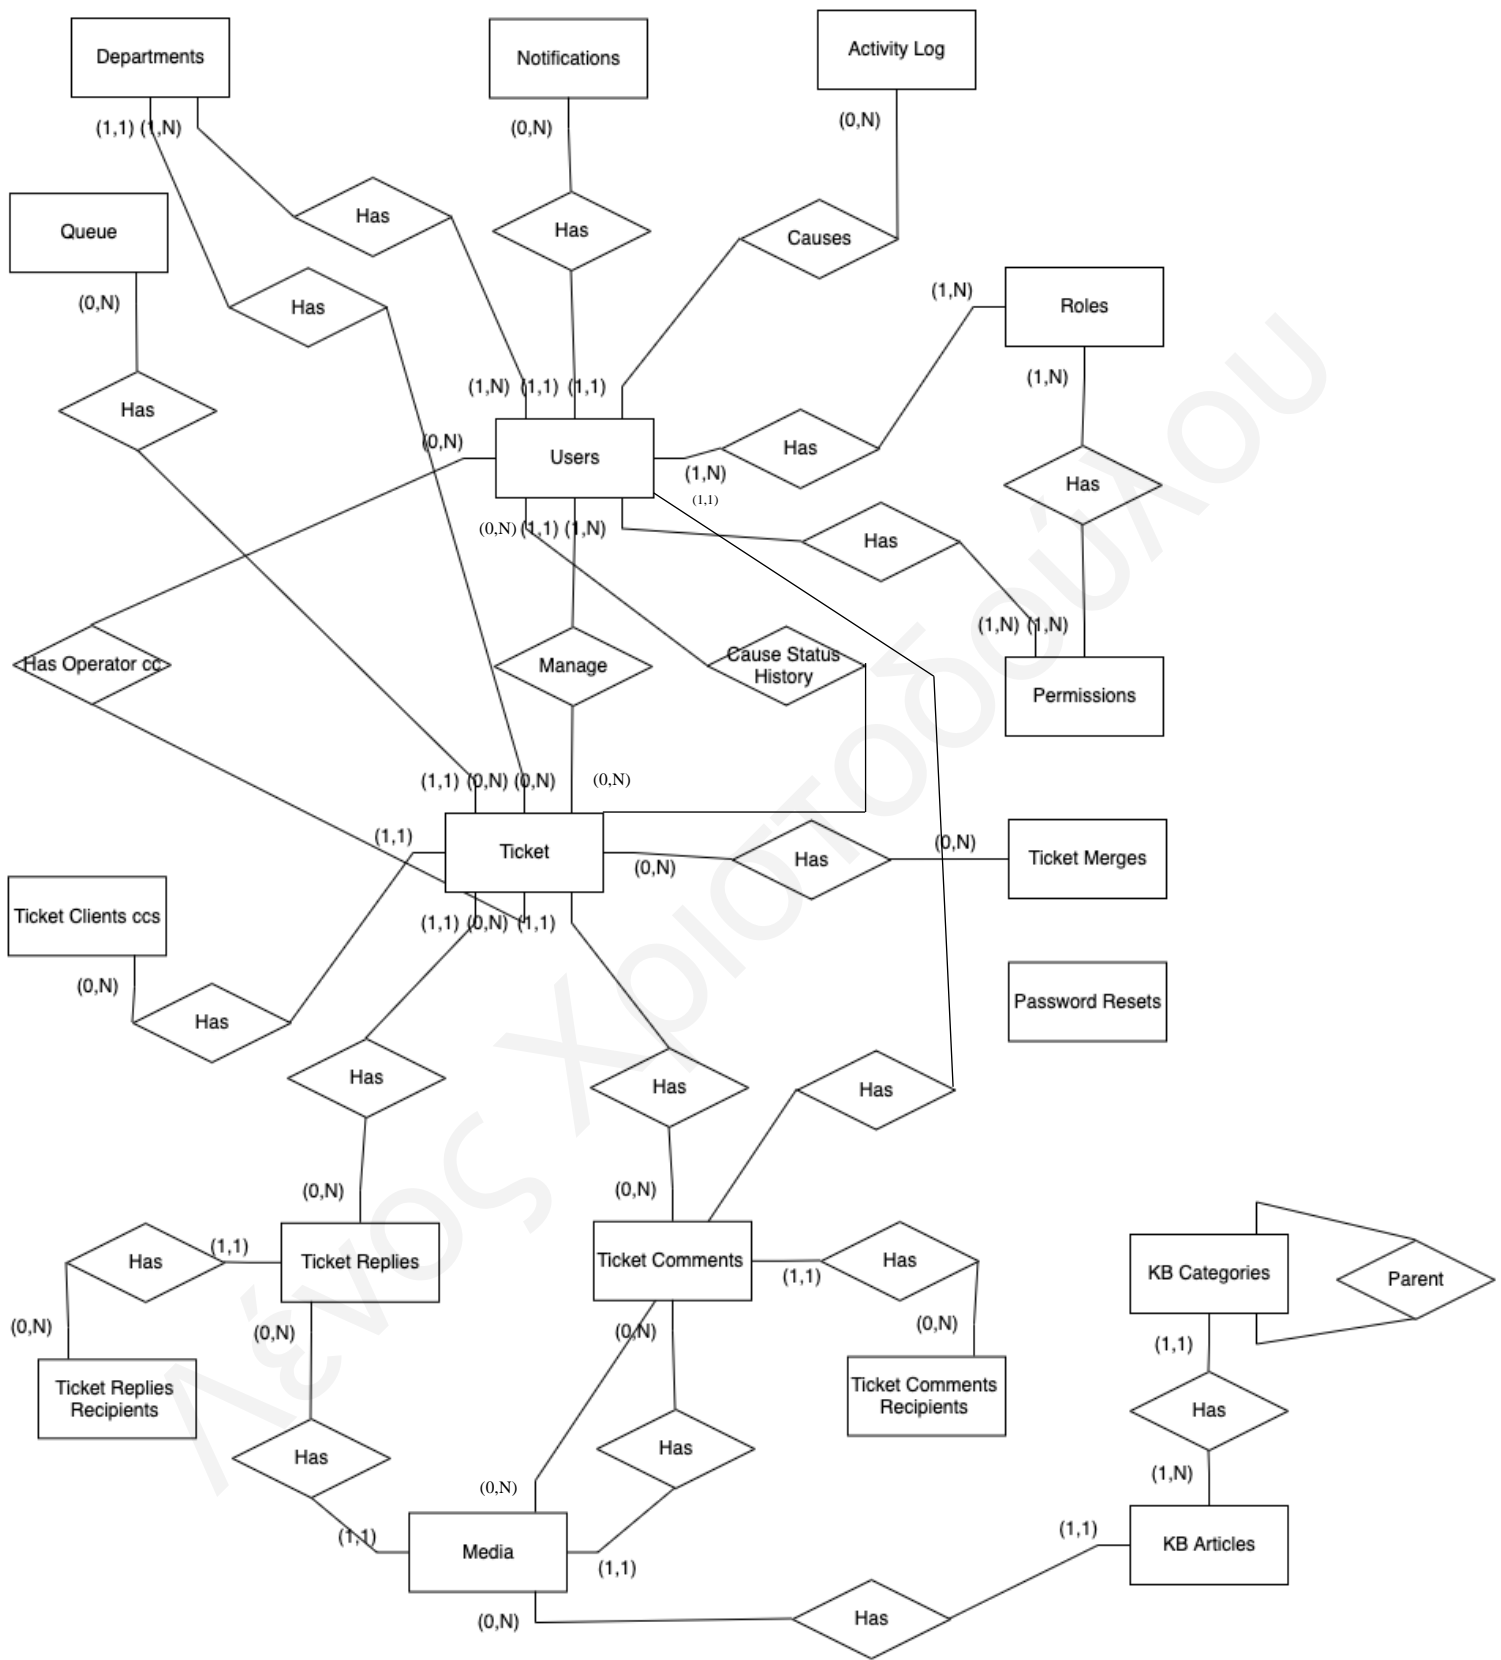 Departments
Notifications
Activity Log
(1,1) (1,N)
(0,N)
(0,N)
Queue
Has
Has
Causes
(0,N)
Has
(1,N)
Roles
(1,N)
Has
(1,N) (1,1) (1,1)
(0,N)
Users
(1,N)
Has
Has
(1,1)
(0,N)
(1,1) (1,N)
Has
(1,N) (1,N)
Has Operator cc
Manage
Cause Status
History
Permissions
(1,1) (0,N) (0,N)
(0,N)
(1,1)
Ticket
(0,N)
Has
(0,N)
Ticket Merges
Ticket Clients ccs
(1,1) (0,N) (1,1)
(0,N)
Has
Password Resets
Has
Has
Has
(0,N)
(0,N)
Has
(1,1)
Ticket Replies
Ticket Comments
(1,1)
Has
KB Categories
Parent
(0,N)
(0,N)
(0,N)
(0,N)
(1,1)
Ticket Replies
Recipients
Ticket Comments
Recipients
Has
Has
Has
(0,N)
(1,N)
(1,1)
Media
(1,1)
(1,1)
KB Articles
(0,N)
Has
Λένος Χριστοδούλου